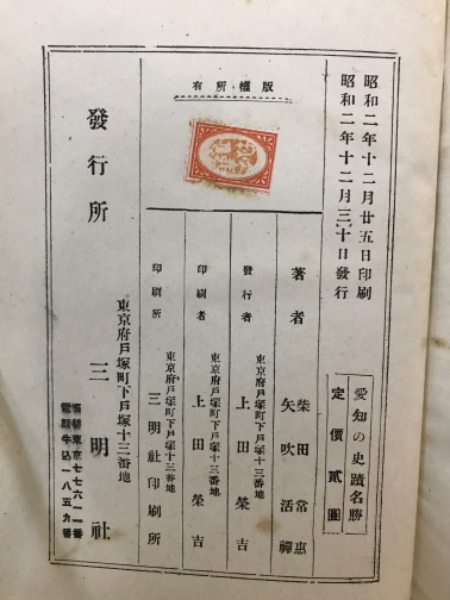 昭和二年十二月廿五日印刷
昭和二年十二月三十日發行
愛知の史蹟名勝
定價貳圓
版權所有
著者
柴田常惠
矢吹活禪
發行者
東京府戸塚町下戸塚十三番地
上田榮吉
印刷者
東京府戸塚町下戸塚十三番地
上田榮吉
印刷所
東京府戸塚町下戸塚十三番地
三明社印刷所
發行所
東京府戸塚町下戸塚十三番地
三明社
振替東京七七六一一番
電話牛込一八五九番